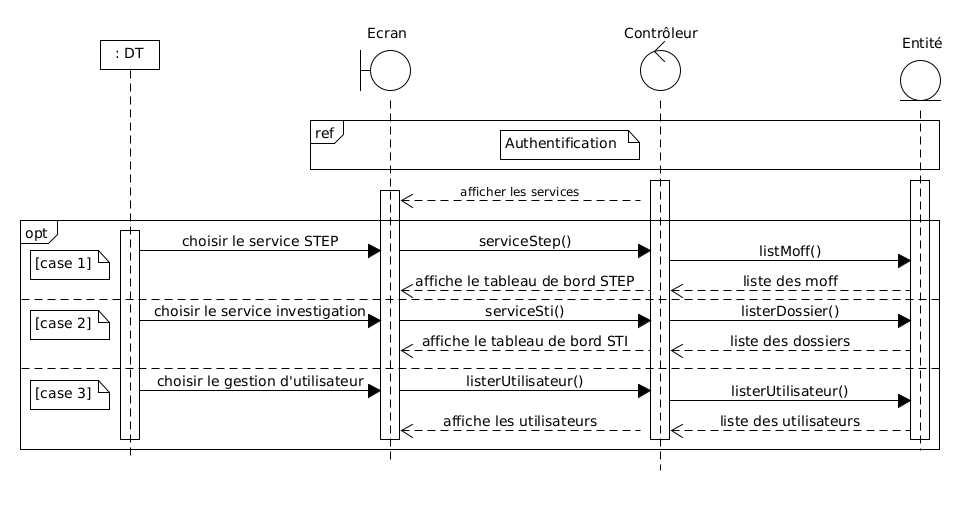 Ecran
Contrôleur
Entité
: DT
ref
Authentification
afficher les services
opt
choisir le service STEP
serviceStep()
listMoff()
[case 1]
affiche le tableau de bord STEP
liste des moff
choisir le service investigation
serviceSti()
listerDossier()
[case 2]
affiche le tableau de bord STI
liste des dossiers
choisir le gestion d'utilisateur
listerUtilisateur()
listerUtilisateur()
[case 3]
affiche les utilisateurs
liste des utilisateurs